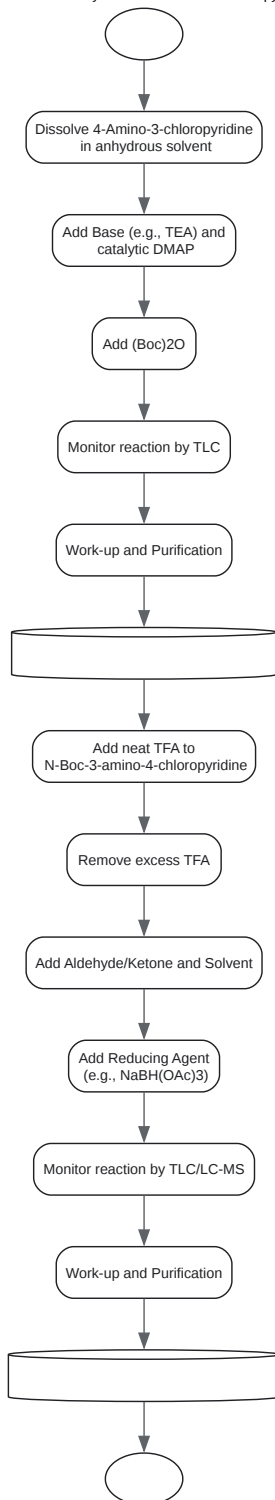 Dissolve 4-Amino-3-chloropyridine
in anhydrous solvent
Add Base (e.g., TEA) and
catalytic DMAP
Add (Boc)2O
Monitor reaction by TLC
Work-up and Purification
Add neat TFA to
N-Boc-3-amino-4-chloropyridine
Remove excess TFA
Add Aldehyde/Ketone and Solvent
Add Reducing Agent
(e.g., NaBH(OAc)3)
Monitor reaction by TLC/LC-MS
Work-up and Purification